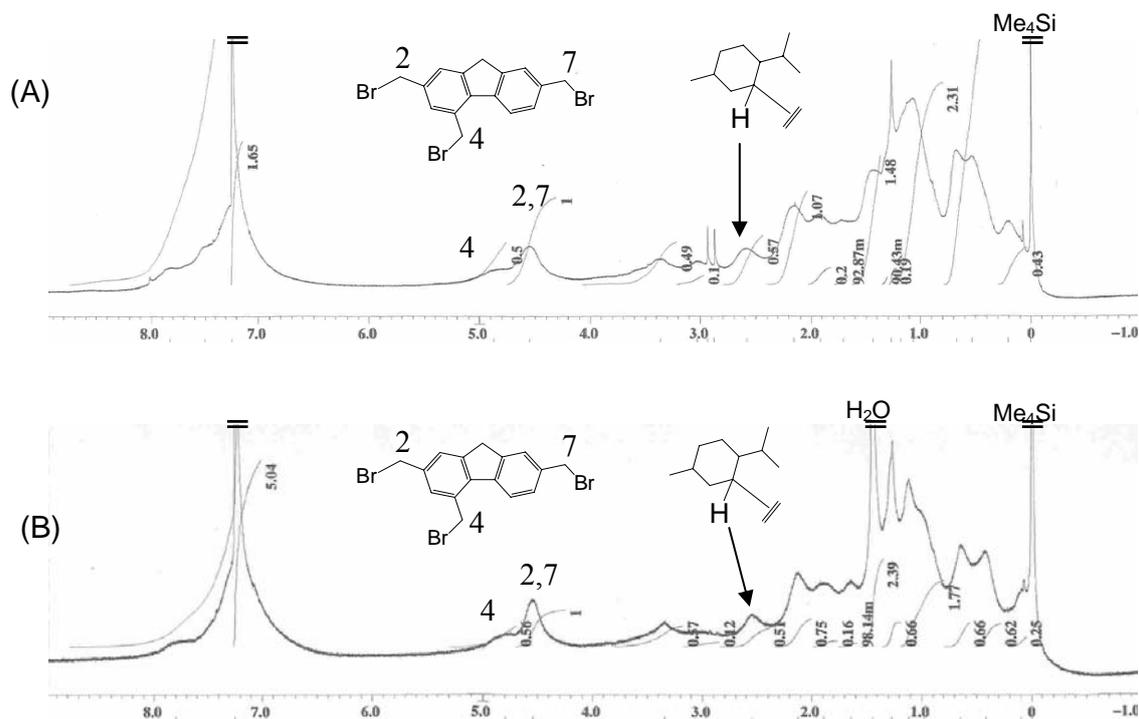 Me₄Si
(A)
2
7
Br
Br
Br
4
H
2,7
4
1
1.65
0.5
0.49
0.1
0.57
1.07
0.2
92.87m
1.48
90.43m
0.19
2.31
0.43
8.0 7.0 6.0 5.0 4.0 3.0 2.0 1.0 0 -1.0
H₂O
Me₄Si
(B)
2
7
Br
Br
Br
4
H
2,7
4
5.04
0.56
1
0.57
0.12
0.51
0.75
0.16
98.14m
2.39
0.66
1.77
0.66
0.62
0.25
8.0 7.0 6.0 5.0 4.0 3.0 2.0 1.0 0 -1.0